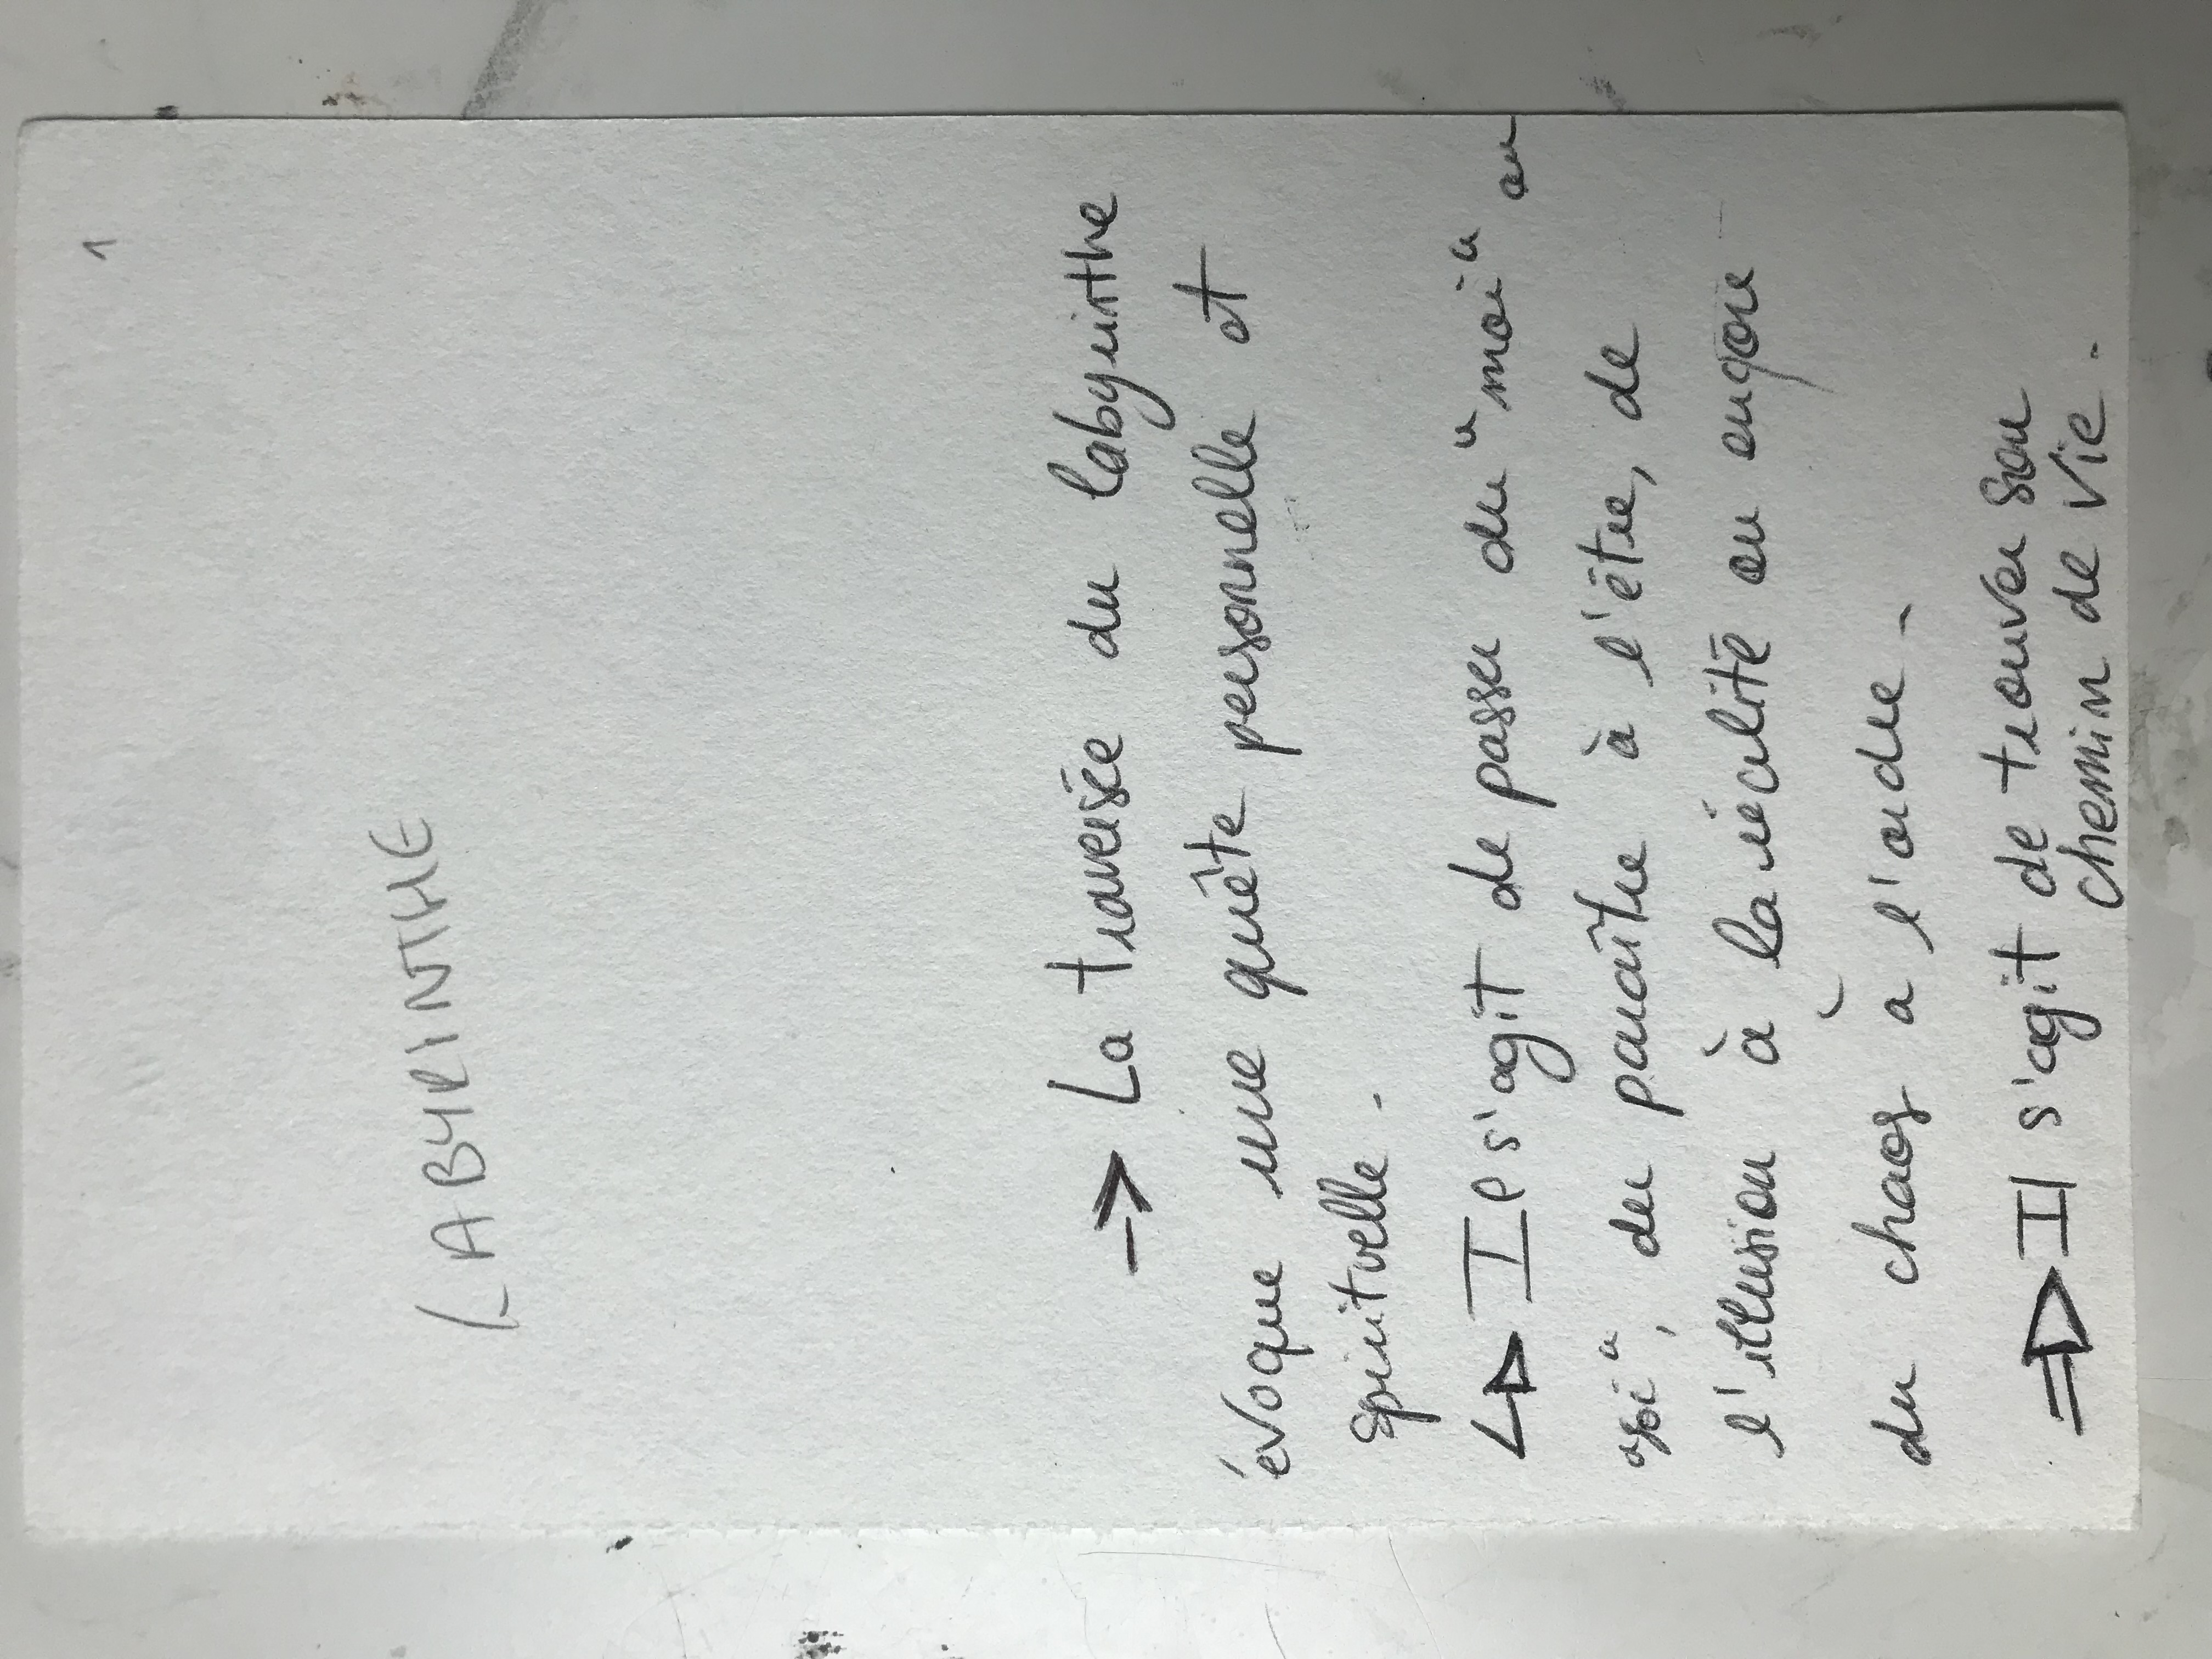 1
LABYRINTHE
-> La traversée du labyrinthe
évoque une quête personnelle et
spirituelle.
↳ Il s'agit de passer du "moi" au
"soi", du paraître à l'être, de
l'illusion à la réalité ou encore
du chaos à l'ordre.
=> Il s'agit de trouver son
chemin de vie.